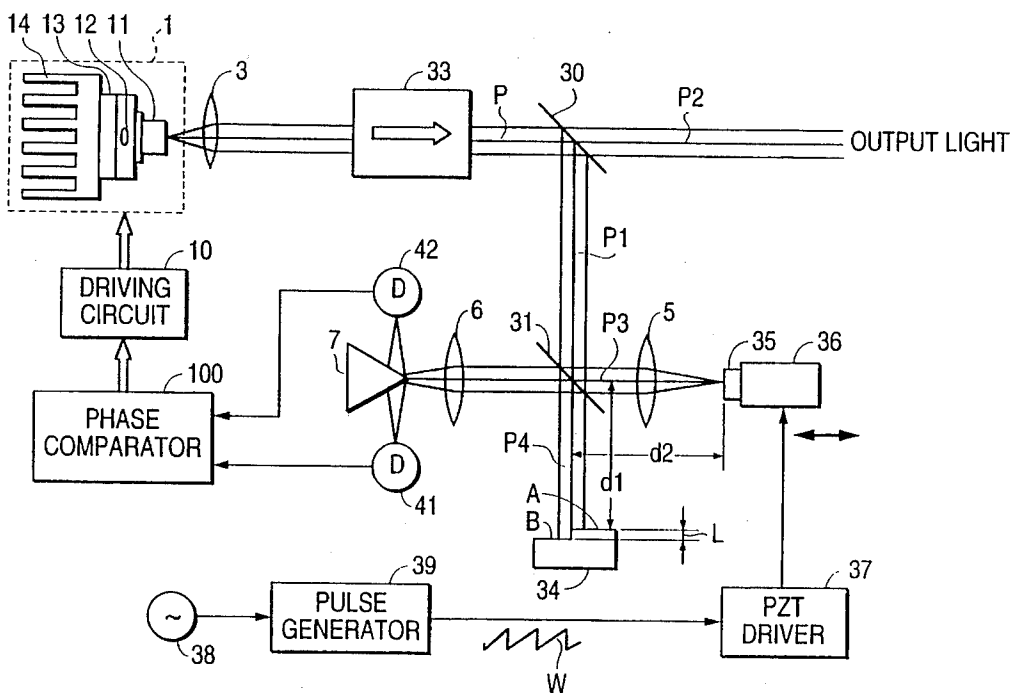 14 13 12 11 1
3
33
30
P
P2
OUTPUT LIGHT
10
DRIVING
CIRCUIT
42
D
P1
6
31
5
P3
35
36
7
100
PHASE
COMPARATOR
D
41
P4
d2
d1
A
B
L
34
39
37
~
38
PULSE
GENERATOR
W
PZT
DRIVER